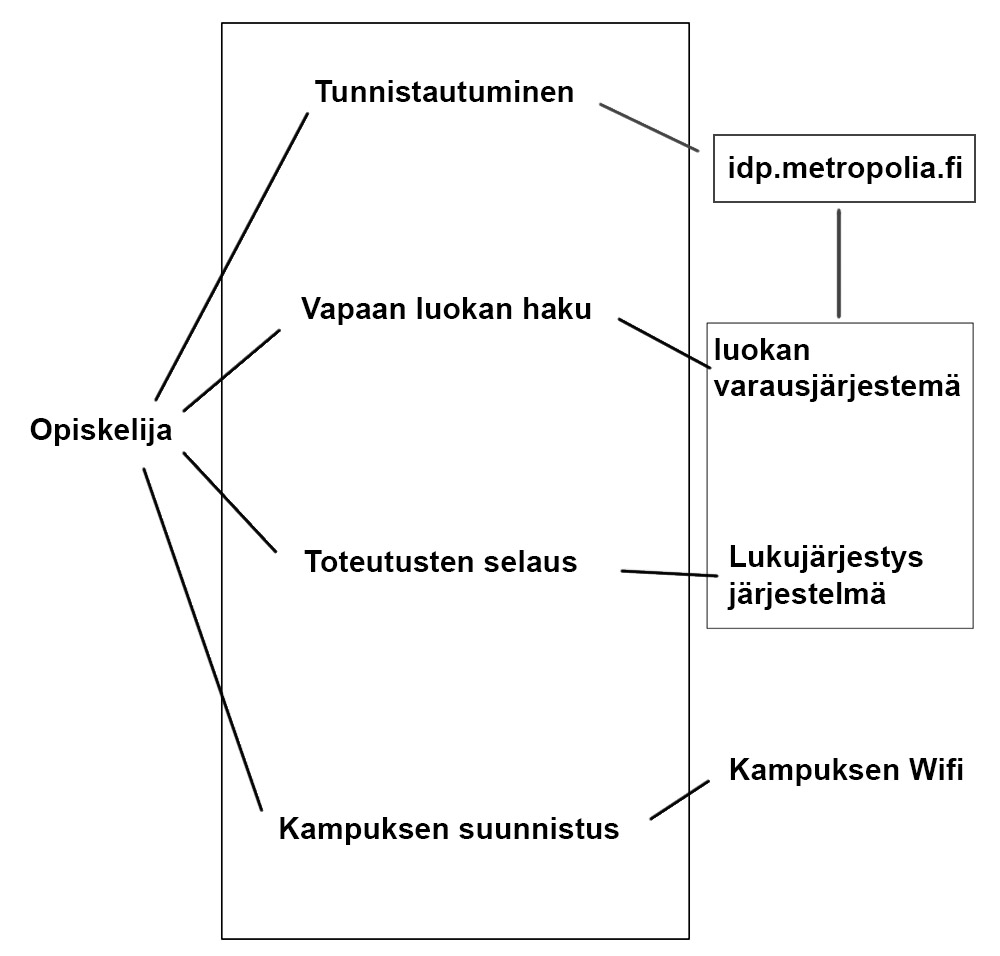 Tunnistautuminen
idp.metropolia.fi
Vapaan luokan haku
luokan
varausjärjestemä
Opiskelija
Toteutusten selaus
Lukujärjestys
järjestelmä
Kampuksen Wifi
Kampuksen suunnistus